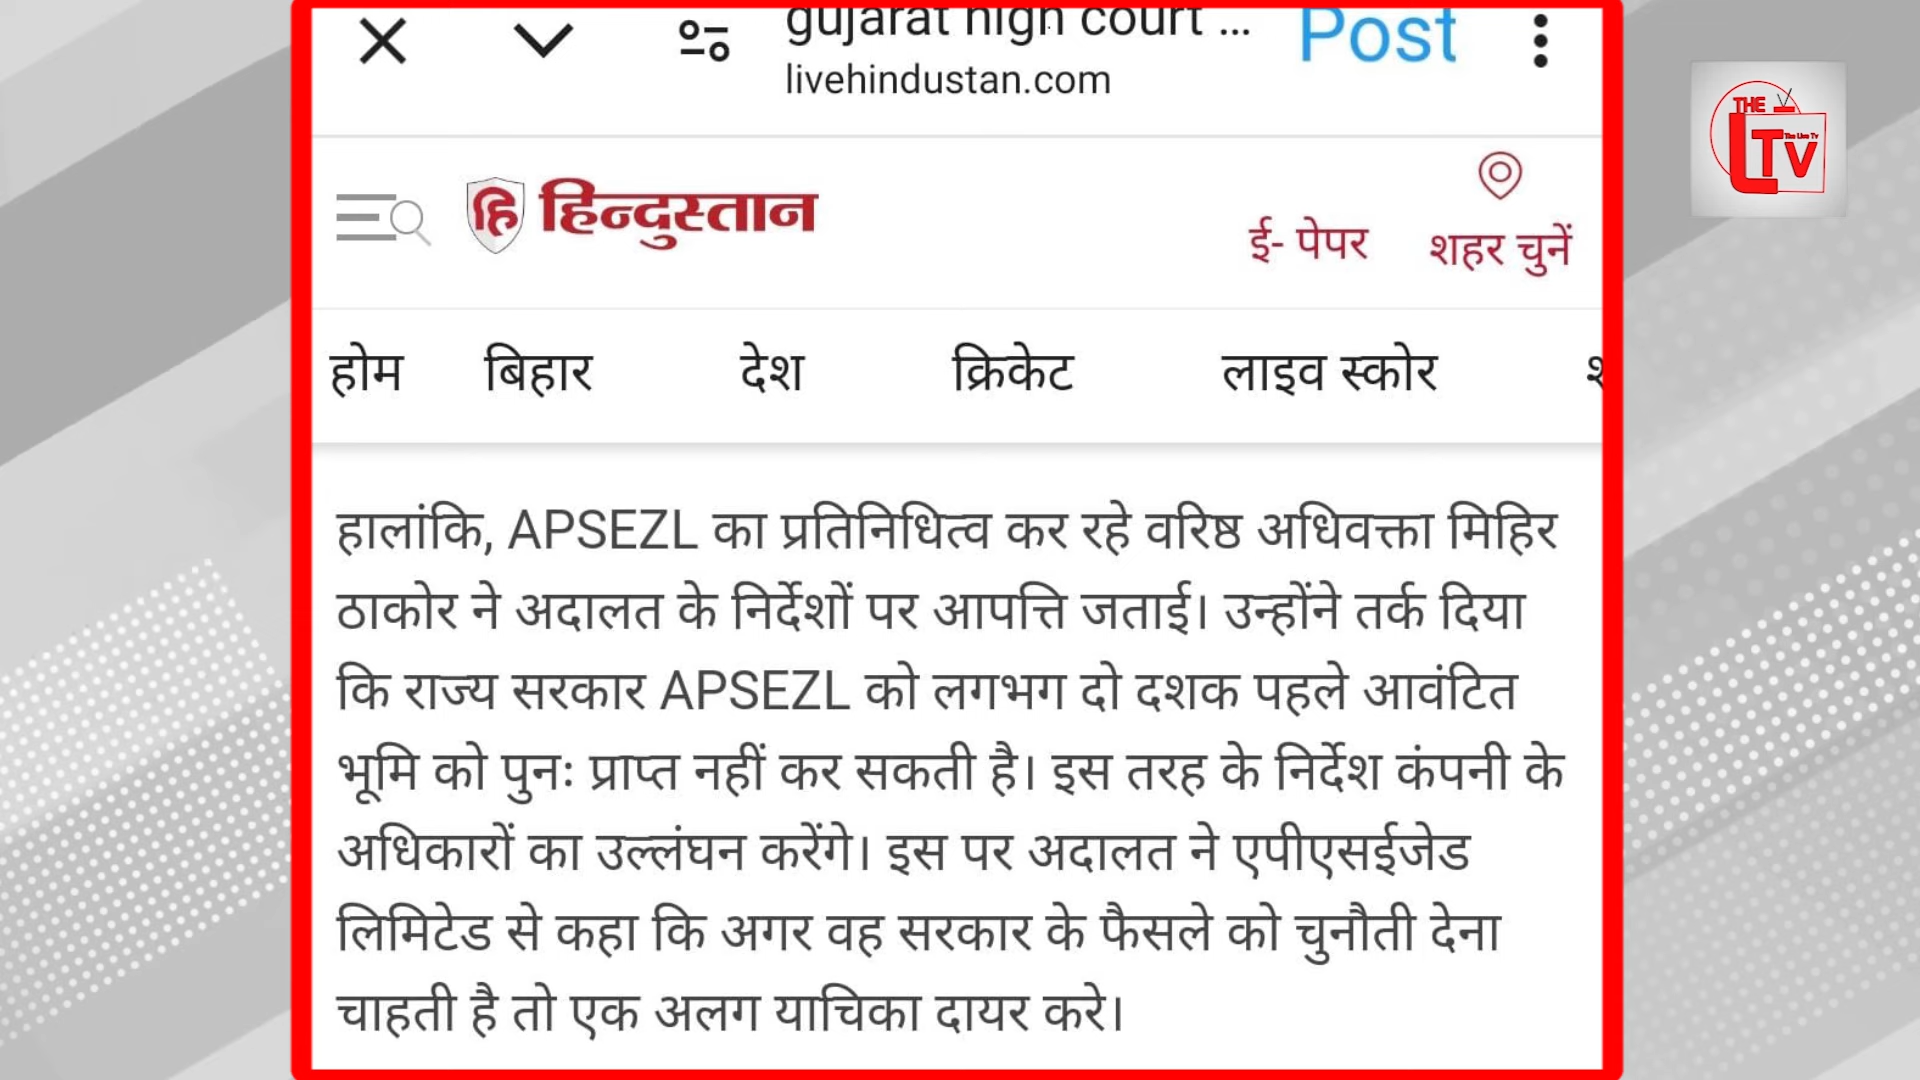 gujarat high court ...
Post
livehindustan.com
THE
LTV
The Live Tv
हि हिन्दुस्तान
ई- पेपर
शहर चुनें
होम बिहार देश क्रिकेट लाइव स्कोर
हालांकि, APSEZL का प्रतिनिधित्व कर रहे वरिष्ठ अधिवक्ता मिहिर
ठाकोर ने अदालत के निर्देशों पर आपत्ति जताई। उन्होंने तर्क दिया
कि राज्य सरकार APSEZL को लगभग दो दशक पहले आवंटित
भूमि को पुनः प्राप्त नहीं कर सकती है। इस तरह के निर्देश कंपनी के
अधिकारों का उल्लंघन करेंगे। इस पर अदालत ने एपीएसईजेड
लिमिटेड से कहा कि अगर वह सरकार के फैसले को चुनौती देना
चाहती है तो एक अलग याचिका दायर करे।